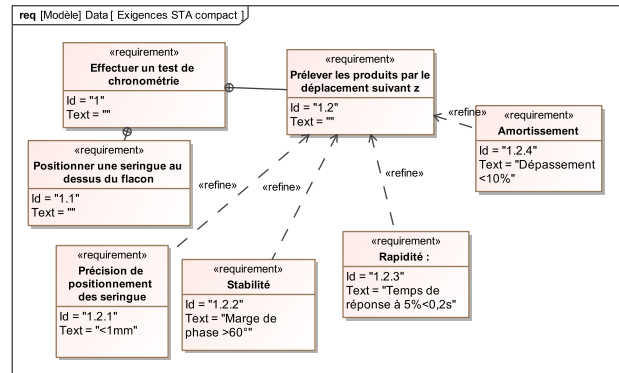 req [Modèle] Data [ Exigences STA compact ]
«requirement»
Effectuer un test de
chronométrie
Id = "1"
Text = ""
«requirement»
Prélever les produits par le
déplacement suivant z
Id = "1.2"
Text = ""
«refine»
«requirement»
Amortissement
Id = "1.2.4"
Text = "Dépassement
<10%"
«requirement»
Positionner une seringue au
dessus du flacon
Id = "1.1"
Text = ""
«refine»
«refine»
«refine»
«requirement»
Précision de
positionnement
des seringue
Id = "1.2.1"
Text = "<1mm"
«requirement»
Stabilité
Id = "1.2.2"
Text = "Marge de
phase >60°"
«requirement»
Rapidité :
Id = "1.2.3"
Text = "Temps de
réponse à 5%<0,2s"